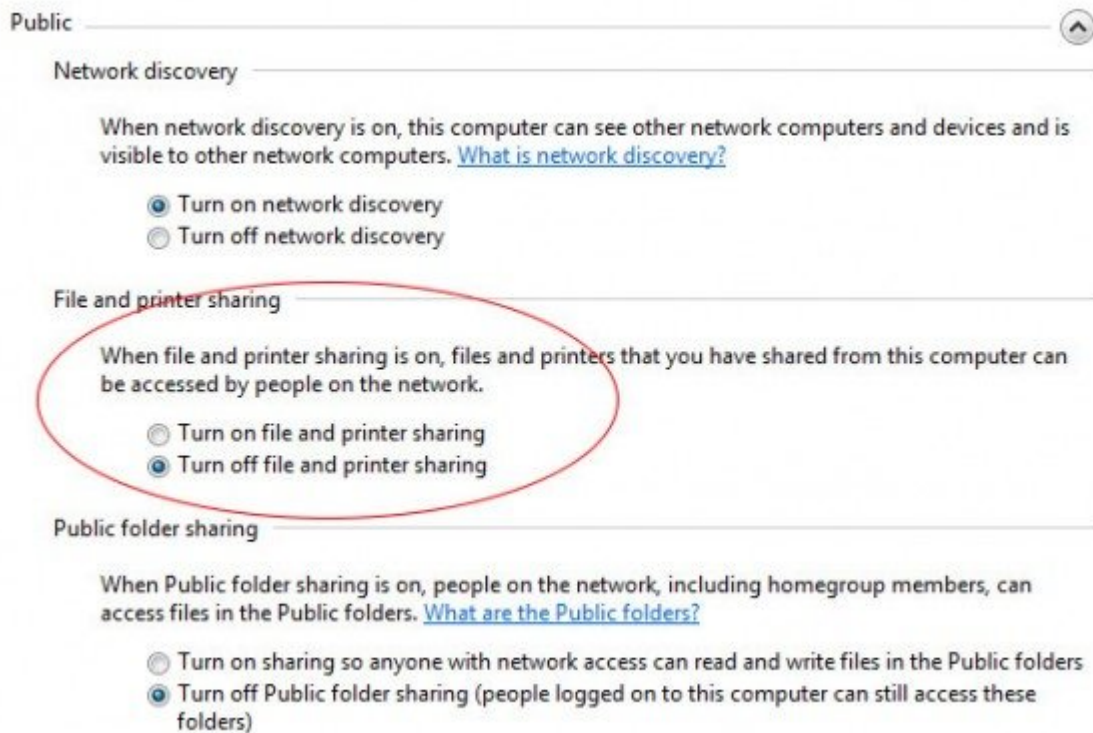 Public
Network discovery
When network discovery is on, this computer can see other network computers and devices and is
visible to other network computers. What is network discovery?
Turn on network discovery
Turn off network discovery
File and printer sharing
When file and printer sharing is on, files and printers that you have shared from this computer can
be accessed by people on the network.
Turn on file and printer sharing
Turn off file and printer sharing
Public folder sharing
When Public folder sharing is on, people on the network, including homegroup members, can
access files in the Public folders. What are the Public folders?
Turn on sharing so anyone with network access can read and write files in the Public folders
Turn off Public folder sharing (people logged on to this computer can still access these
folders)